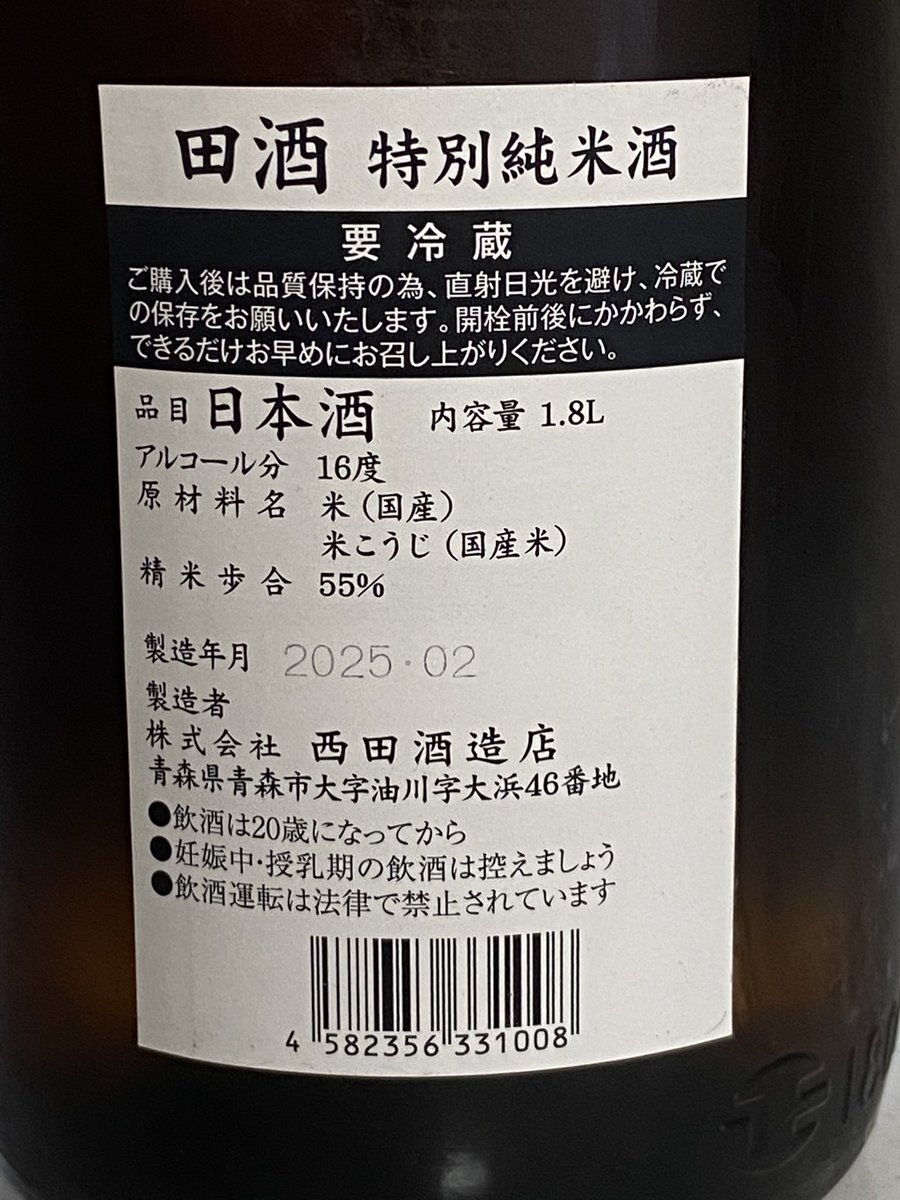 田酒 特別純米酒
要冷蔵
ご購入後は品質保持の為、直射日光を避け、冷蔵で
の保存をお願いいたします。開栓前後にかかわらず、
できるだけお早めにお召し上がりください。
品目 日本酒 内容量 1.8L
アルコール分 16度
原材料名 米（国産）
米こうじ（国産米）
精米歩合 55%
製造年月 2025・02
製造者
株式会社 西田酒造店
青森県青森市大字油川字大浜46番地
●飲酒は20歳になってから
●妊娠中・授乳期の飲酒は控えましょう
●飲酒運転は法律で禁止されています
4 582356 331008